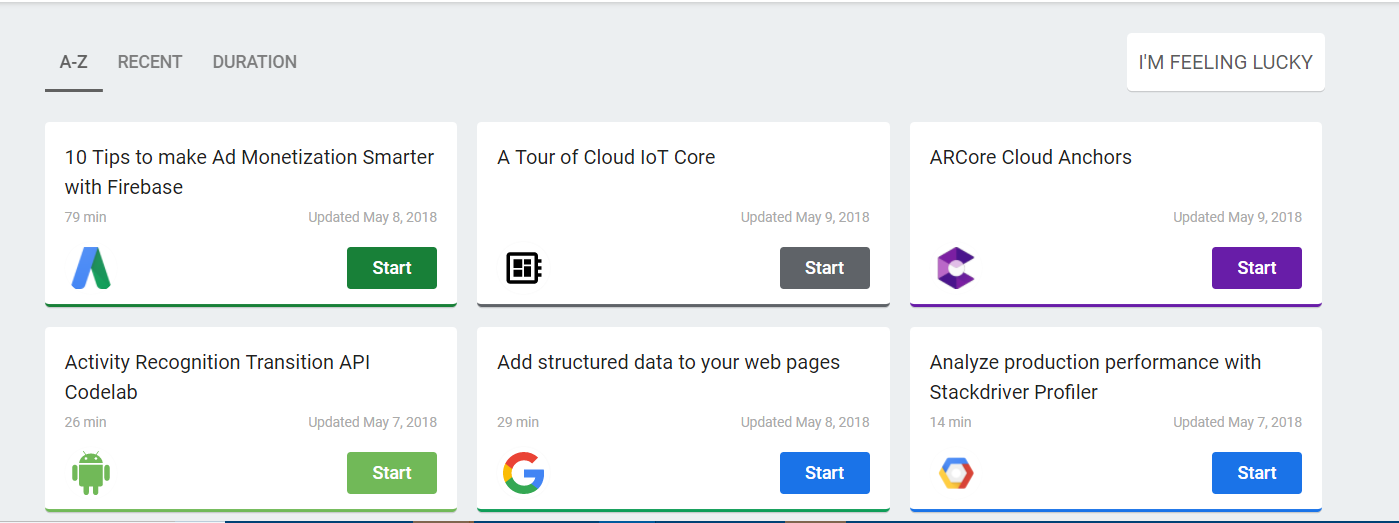 A-Z RECENT DURATION
I'M FEELING LUCKY
10 Tips to make Ad Monetization Smarter
with Firebase
79 min Updated May 8, 2018
Start
A Tour of Cloud IoT Core
Updated May 9, 2018
Start
ARCore Cloud Anchors
Updated May 9, 2018
Start
Activity Recognition Transition API
Codelab
26 min Updated May 7, 2018
Start
Add structured data to your web pages
29 min Updated May 8, 2018
Start
Analyze production performance with
Stackdriver Profiler
14 min Updated May 7, 2018
Start